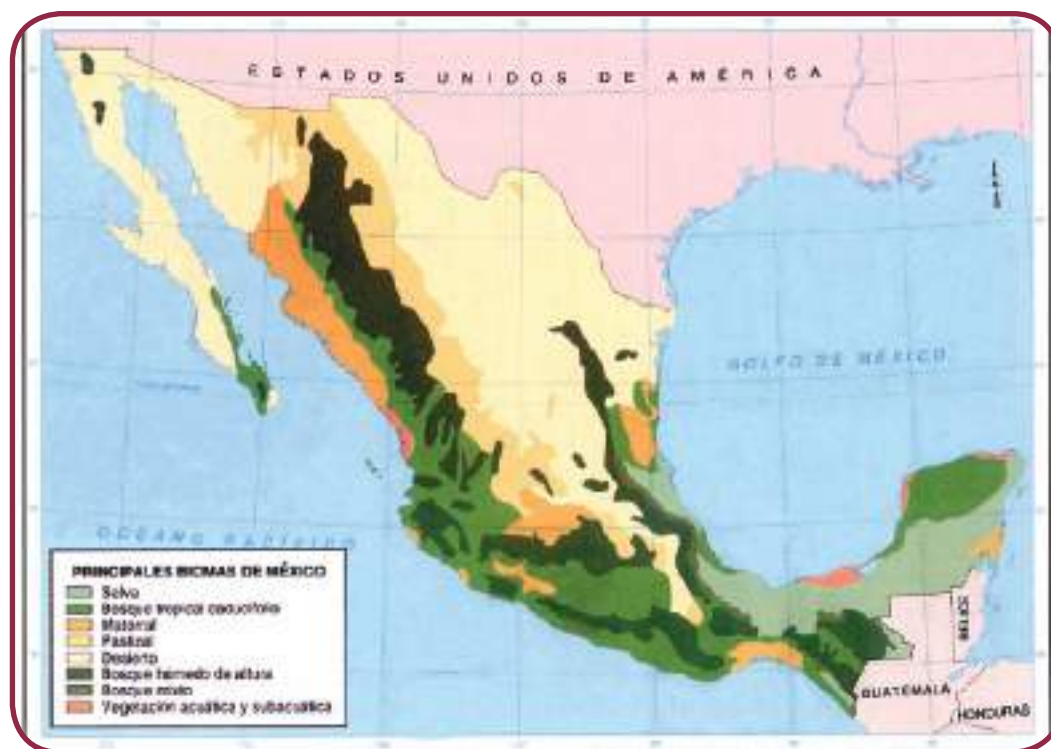 ESTADOS UNIDOS DE AMÉRICA
GOLFO DE MÉXICO
OCÉANO PACÍFICO
BELICE
GUATEMALA
HONDURAS
PRINCIPALES BIOMAS DE MÉXICO
Selva
Bosque tropical caducifolio
Matorral
Pastizal
Desierto
Bosque húmedo de altura
Bosque mixto
Vegetación acuática y subacuática